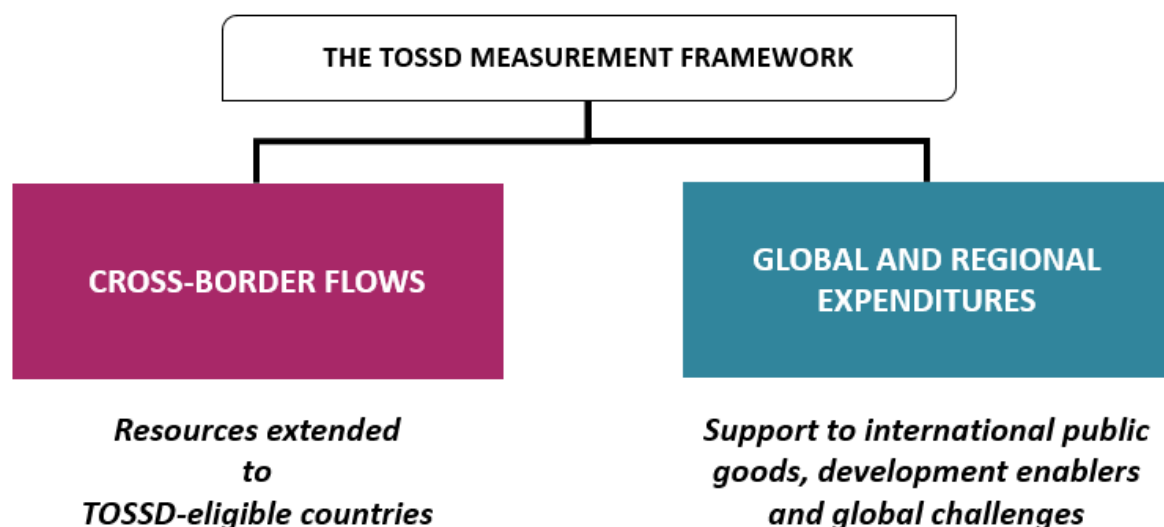 THE TOSSD MEASUREMENT FRAMEWORK
CROSS-BORDER FLOWS
Resources extended
to
TOSSD-eligible countries
GLOBAL AND REGIONAL
EXPENDITURES
Support to international public
goods, development enablers
and global challenges